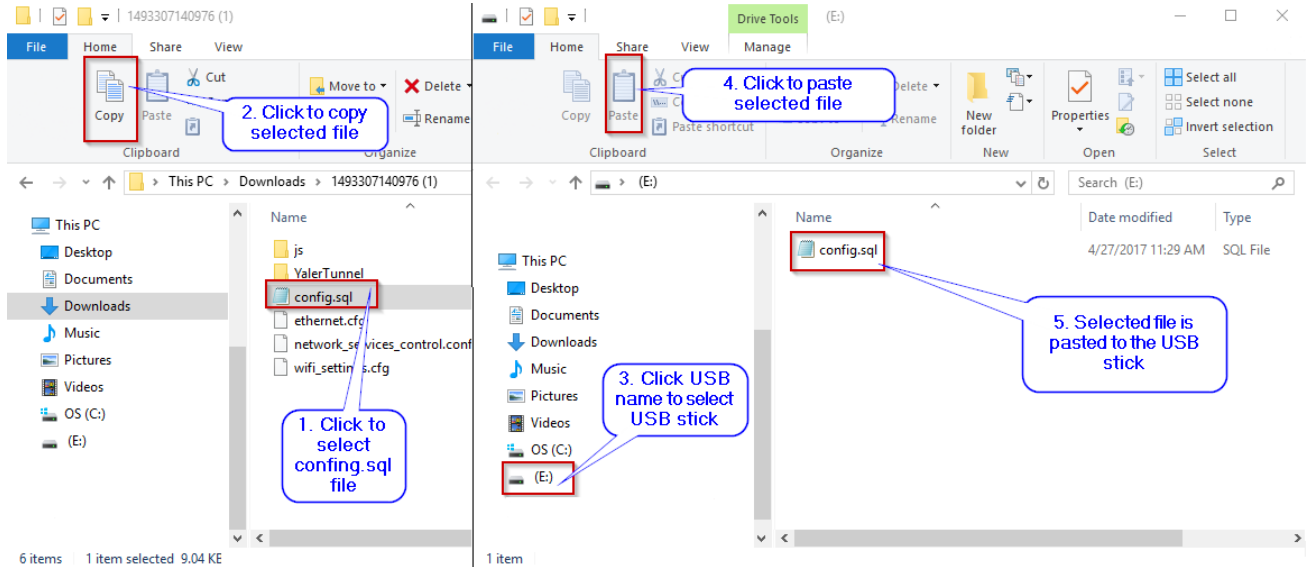 1493307140976 (1)
File Home Share View
Copy
Paste
Cut
Move to
Delete
Rename
Clipboard
Organize
2. Click to copy
selected file
This PC > Downloads > 1493307140976 (1)
This PC
Desktop
Documents
Downloads
Music
Pictures
Videos
OS (C:)
(E:)
Name
js
YalerTunnel
config.sql
ethernet.cfg
wifi_settings.cfg
1. Click to
select
confing.sql
file
6 items 1 item selected 9.04 KE
Drive Tools (E:)
File Home Share View Manage
Copy
Paste
Paste shortcut
4. Click to paste
selected file
Delete
Rename
New
folder
Properties
Select all
Select none
Invert selection
Clipboard Organize New Open Select
(E:)
Search (E:)
This PC
Desktop
Documents
Downloads
Music
Pictures
Videos
OS (C:)
(E:)
3. Click USB
name to select
USB stick
Name Date modified Type
config.sql 4/27/2017 11:29 AM SQL File
5. Selected file is
pasted to the USB
stick
1 item